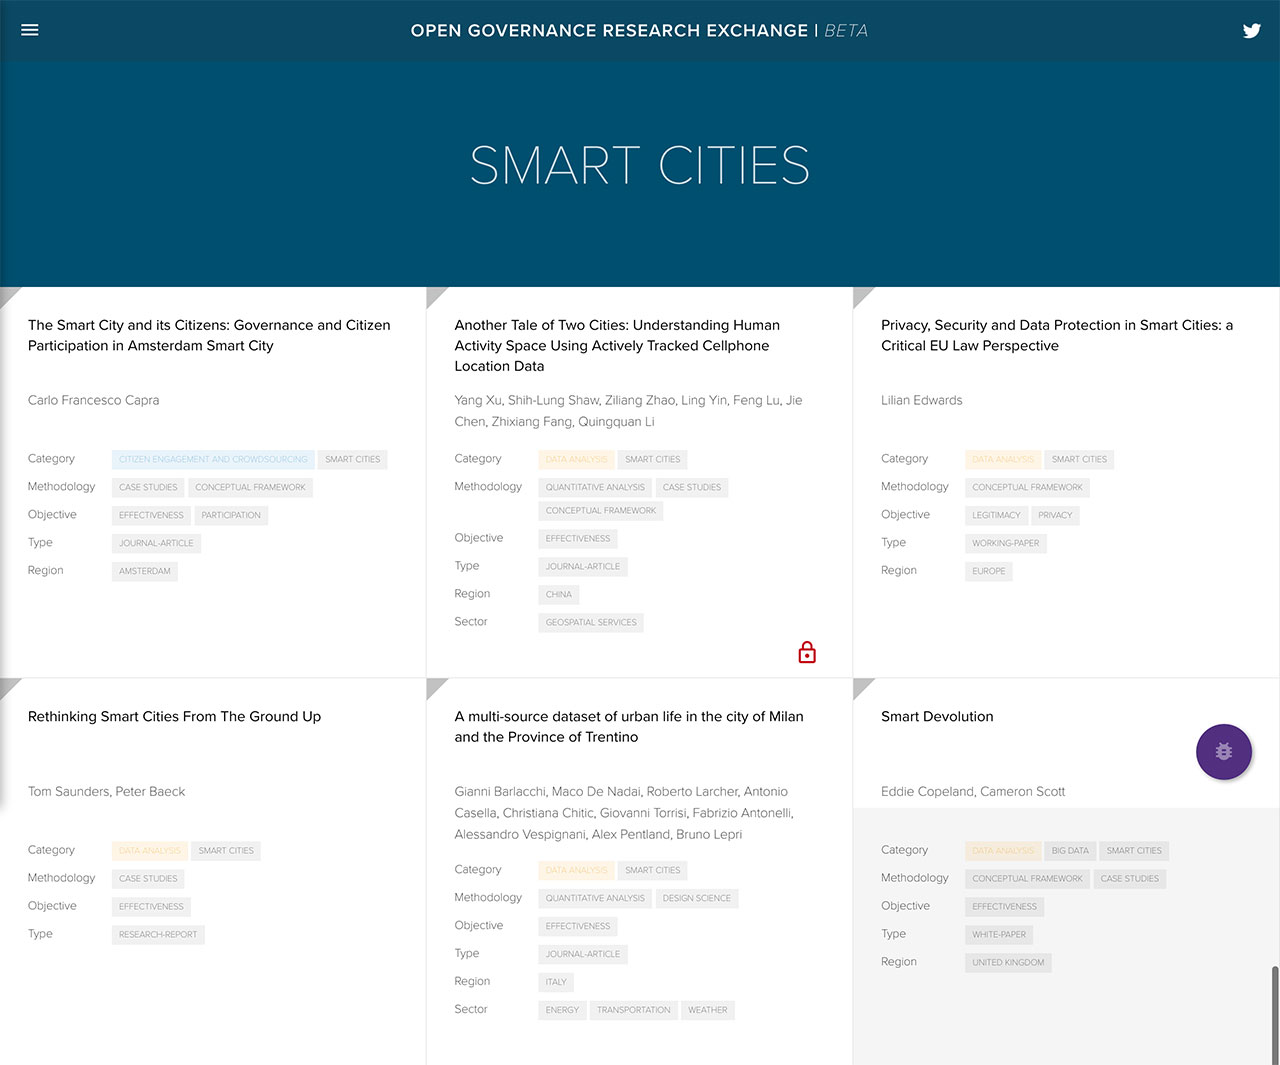 OPEN GOVERNANCE RESEARCH EXCHANGE | BETA
SMART CITIES
The Smart City and its Citizens: Governance and Citizen
Participation in Amsterdam Smart City
Carlo Francesco Capra
Category CITIZEN ENGAGEMENT AND CROWDSOURCING SMART CITIES
Methodology CASE STUDIES CONCEPTUAL FRAMEWORK
Objective EFFECTIVENESS PARTICIPATION
Type JOURNAL-ARTICLE
Region AMSTERDAM
Another Tale of Two Cities: Understanding Human
Activity Space Using Actively Tracked Cellphone
Location Data
Yang Xu, Shih-Lung Shaw, Ziliang Zhao, Ling Yin, Feng Lu, Jie
Chen, Zhixiang Fang, Quingquan Li
Category DATA ANALYSIS SMART CITIES
Methodology QUANTITATIVE ANALYSIS CASE STUDIES
CONCEPTUAL FRAMEWORK
Objective EFFECTIVENESS
Type JOURNAL-ARTICLE
Region CHINA
Sector GEOSPATIAL SERVICES
Privacy, Security and Data Protection in Smart Cities: a
Critical EU Law Perspective
Lilian Edwards
Category DATA ANALYSIS SMART CITIES
Methodology CONCEPTUAL FRAMEWORK
Objective LEGITIMACY PRIVACY
Type WORKING-PAPER
Region EUROPE
Rethinking Smart Cities From The Ground Up
Tom Saunders, Peter Baeck
Category DATA ANALYSIS SMART CITIES
Methodology CASE STUDIES
Objective EFFECTIVENESS
Type RESEARCH-REPORT
A multi-source dataset of urban life in the city of Milan
and the Province of Trentino
Gianni Barlacchi, Maco De Nadai, Roberto Larcher, Antonio
Casella, Christiana Chitic, Giovanni Torrisi, Fabrizio Antonelli,
Alessandro Vespignani, Alex Pentland, Bruno Lepri
Category DATA ANALYSIS SMART CITIES
Methodology QUANTITATIVE ANALYSIS DESIGN SCIENCE
Objective EFFECTIVENESS
Type JOURNAL-ARTICLE
Region ITALY
Sector ENERGY TRANSPORTATION WEATHER
Smart Devolution
Eddie Copeland, Cameron Scott
Category DATA ANALYSIS BIG DATA SMART CITIES
Methodology CONCEPTUAL FRAMEWORK CASE STUDIES
Objective EFFECTIVENESS
Type WHITE-PAPER
Region UNITED KINGDOM